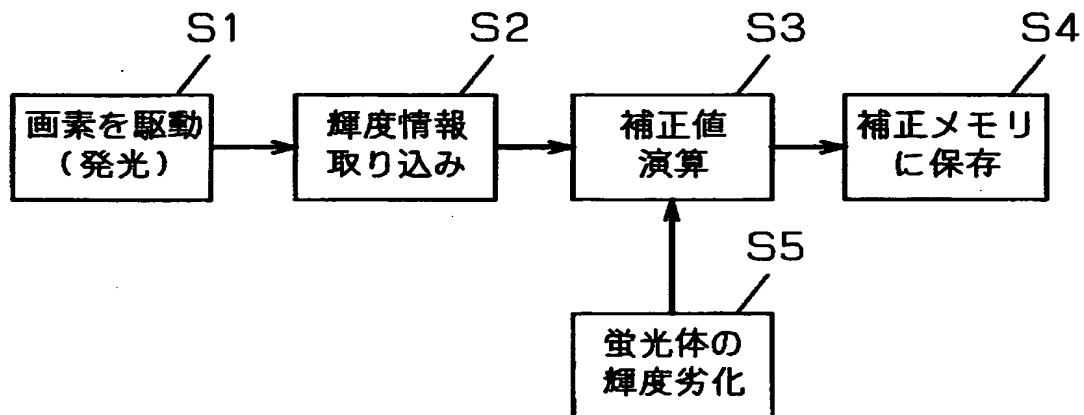 S1
S2
S3
S4
画素を駆動
（発光）
輝度情報
取り込み
補正値
演算
補正メモリ
に保存
S5
蛍光体の
輝度劣化